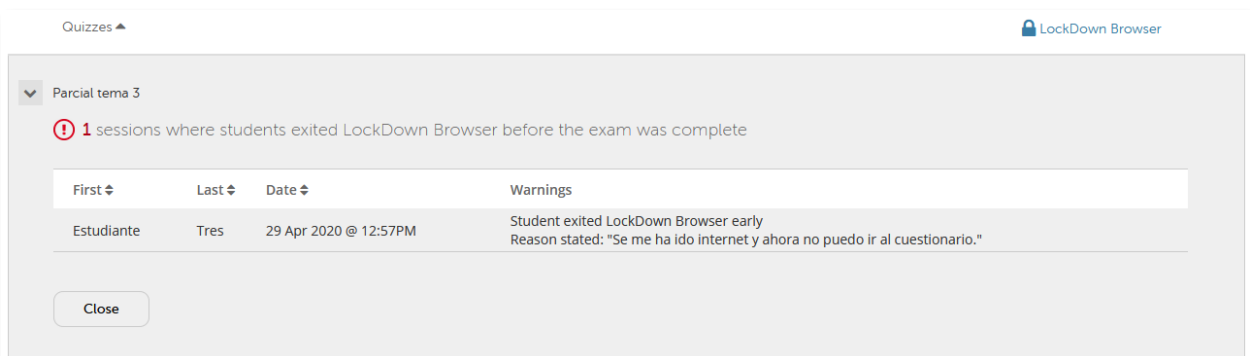 Quizzes
LockDown Browser
Parcial tema 3
1 sessions where students exited LockDown Browser before the exam was complete
First Last Date Warnings
Estudiante Tres 29 Apr 2020 @ 12:57PM Student exited LockDown Browser early
Reason stated: "Se me ha ido internet y ahora no puedo ir al cuestionario."
Close